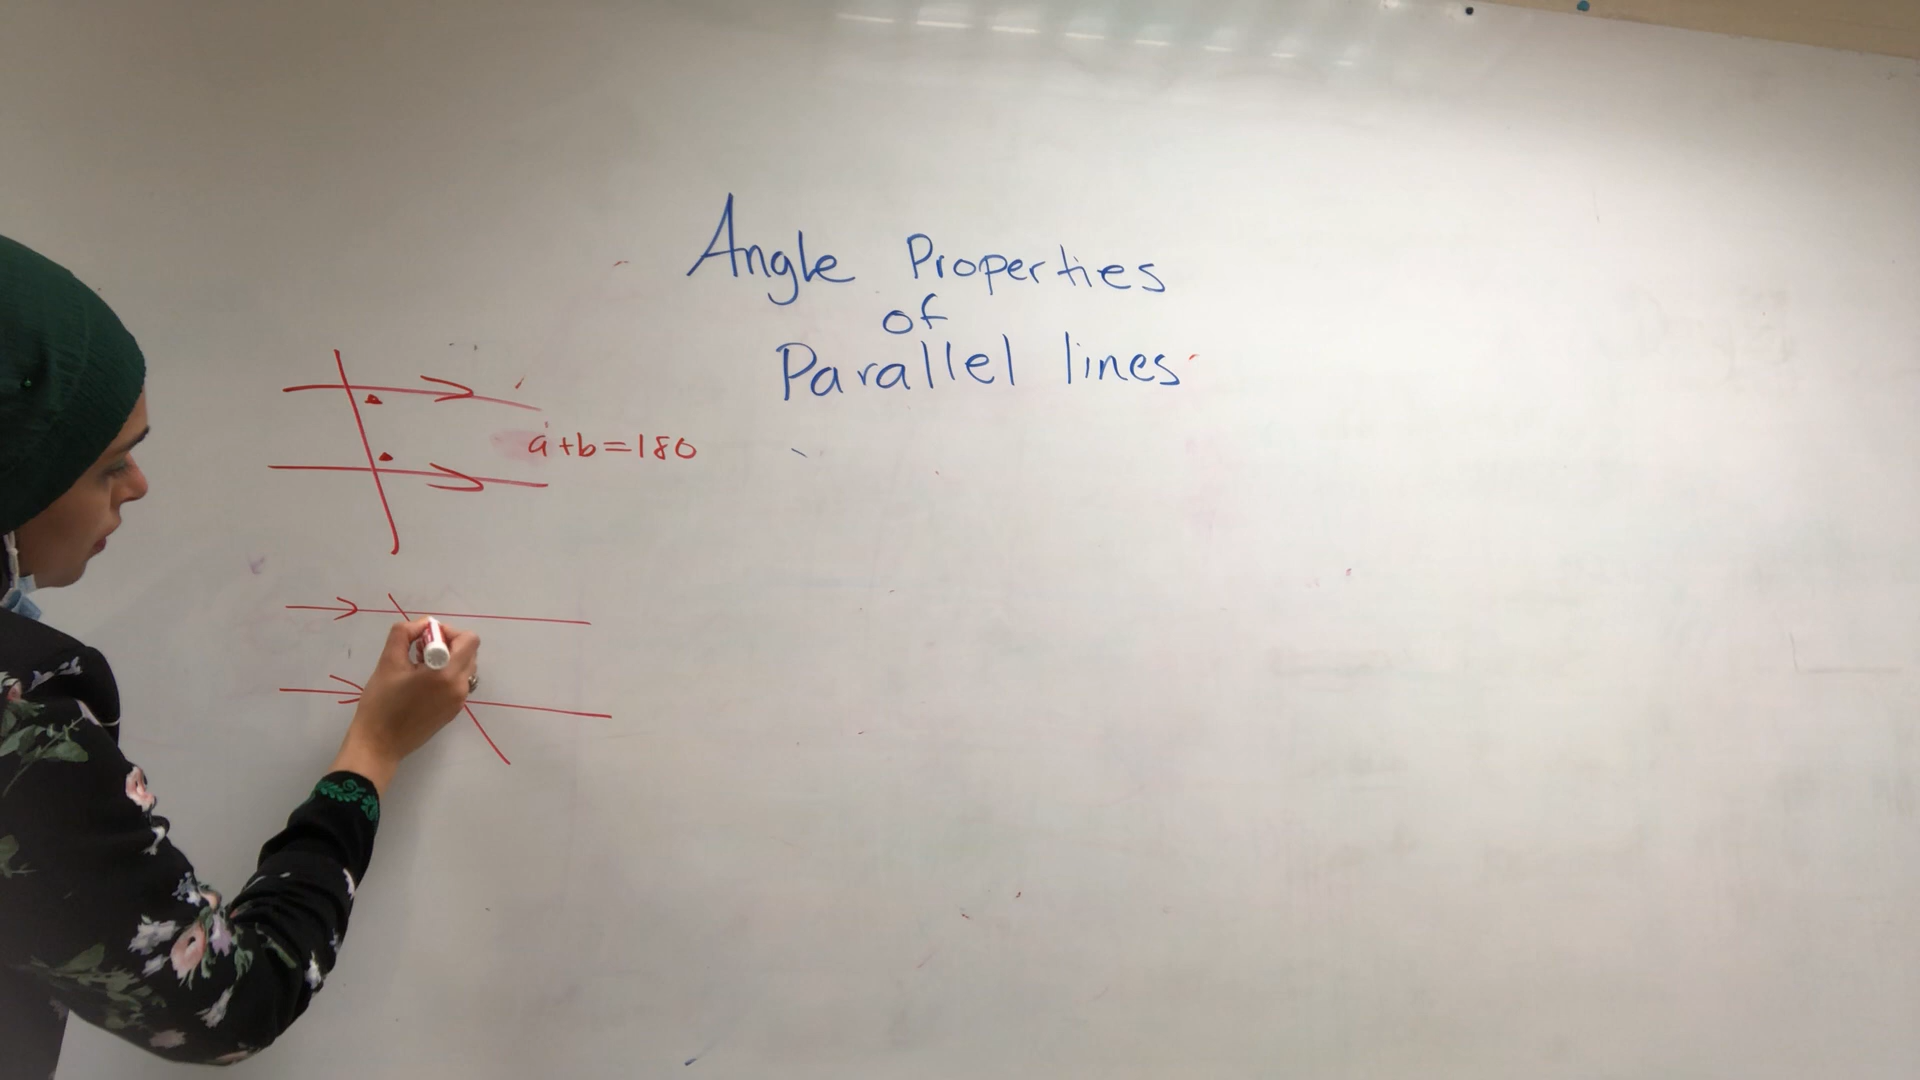 Angle Properties
of
Parallel lines
a+b=180